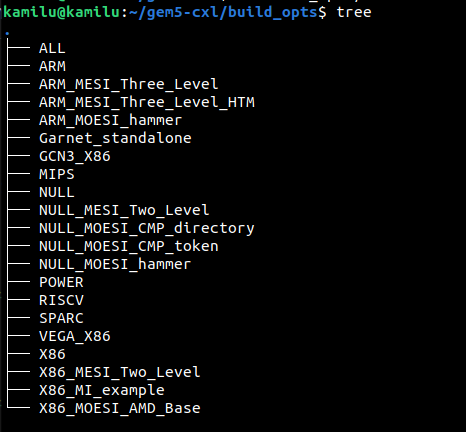 kamilu@kamilu:~/gem5-cxl/build_opts$ tree
.
├── ALL
├── ARM
├── ARM_MESI_Three_Level
├── ARM_MESI_Three_Level_HTM
├── ARM_MOESI_hammer
├── Garnet_standalone
├── GCN3_X86
├── MIPS
├── NULL
├── NULL_MESI_Two_Level
├── NULL_MOESI_CMP_directory
├── NULL_MOESI_CMP_token
├── NULL_MOESI_hammer
├── POWER
├── RISCV
├── SPARC
├── VEGA_X86
├── X86
├── X86_MESI_Two_Level
├── X86_MI_example
└── X86_MOESI_AMD_Base